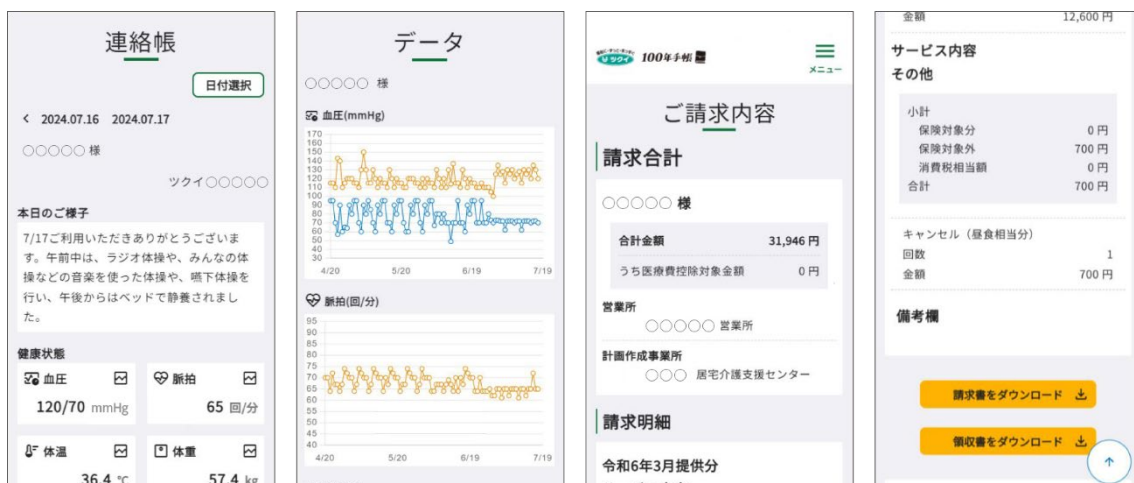 連絡帳
日付選択
< 2024.07.16 2024.07.17
○○○○○ 様
ツクイ○○○○○
本日のご様子
7/17ご利用いただきありがとうございま
す。午前中は、ラジオ体操や、みんなの体
操などの音楽を使った体操や、嚥下体操を
行い、午後からはベッドで静養されまし
た。
健康状態
血圧
120/70 mmHg
脈拍
65 回/分
体温
36.4 ℃
体重
57.4 kg
データ
○○○○○ 様
血圧(mmHg)
170
160
150
140
130
120
110
100
90
80
70
60
50
40
30
4/20 5/20 6/19 7/19
脈拍(回/分)
95
90
85
80
75
70
65
60
55
50
45
40
4/20 5/20 6/19 7/19
ツクイ 100年手帳
メニュー
ご請求内容
請求合計
○○○○○ 様
合計金額 31,946 円
うち医療費控除対象金額 0 円
営業所
○○○○○ 営業所
計画作成事業所
○○○ 居宅介護支援センター
請求明細
令和6年3月提供分
金額 12,600 円
サービス内容
その他
小計
保険対象分 0 円
保険対象外 700 円
消費税相当額 0 円
合計 700 円
キャンセル（昼食相当分）
回数 1
金額 700 円
備考欄
請求書をダウンロード
領収書をダウンロード